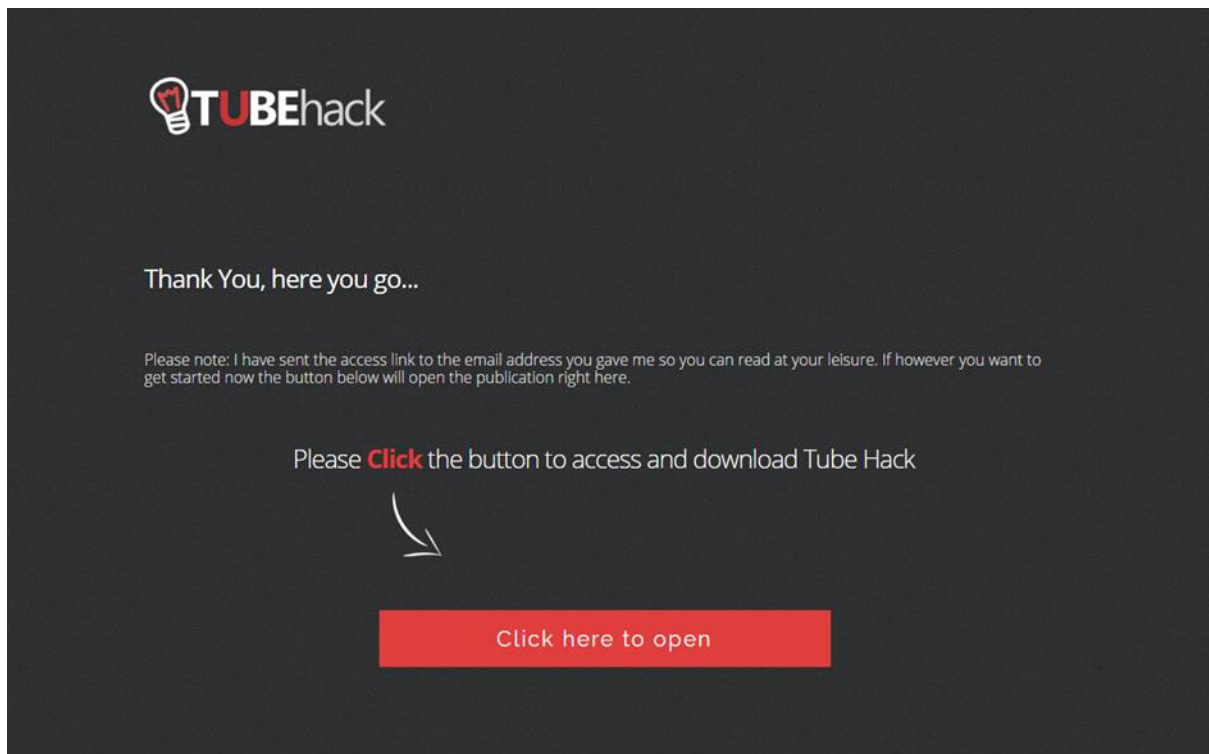 TUBEhack
Thank You, here you go...
Please note: I have sent the access link to the email address you gave me so you can read at your leisure. If however you want to
get started now the button below will open the publication right here.
Please Click the button to access and download Tube Hack
Click here to open